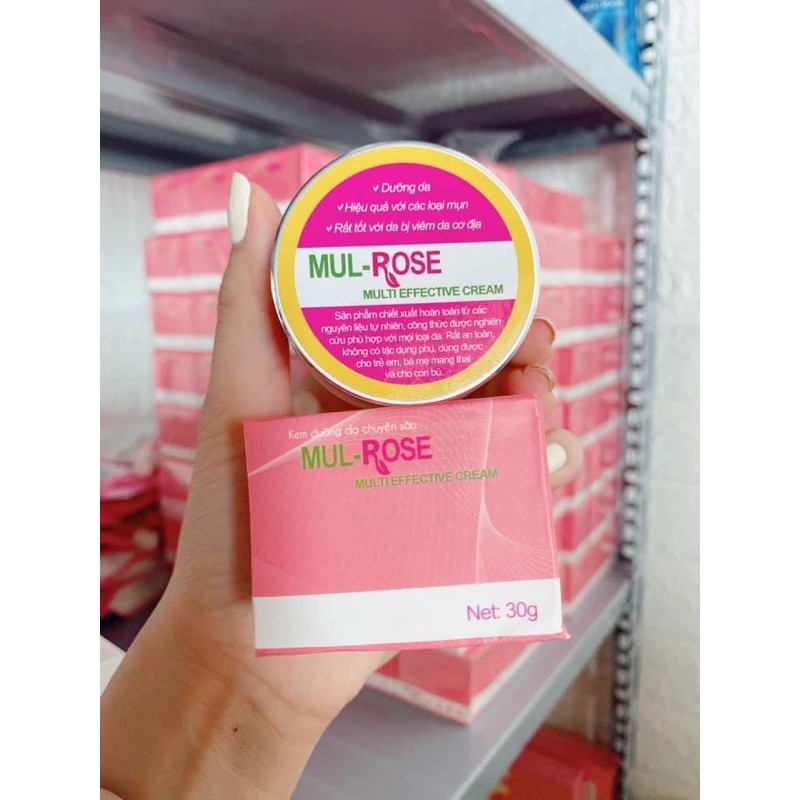 ✓ Dưỡng da
✓ Hiệu quả với các loại mụn
✓ Rất tốt với da bị viêm da cơ địa
MUL-ROSE
MULTI EFFECTIVE CREAM
Sản phẩm chiết xuất hoàn toàn từ các
nguyên liệu tự nhiên, công thức được nghiên
cứu phù hợp với mọi loại da. Rất an toàn,
không có tác dụng phụ, dùng được
cho trẻ em, bà mẹ mang thai
và cho con bú.
Kem dưỡng da chuyên sâu
MUL-ROSE
MULTI EFFECTIVE CREAM
Net: 30g